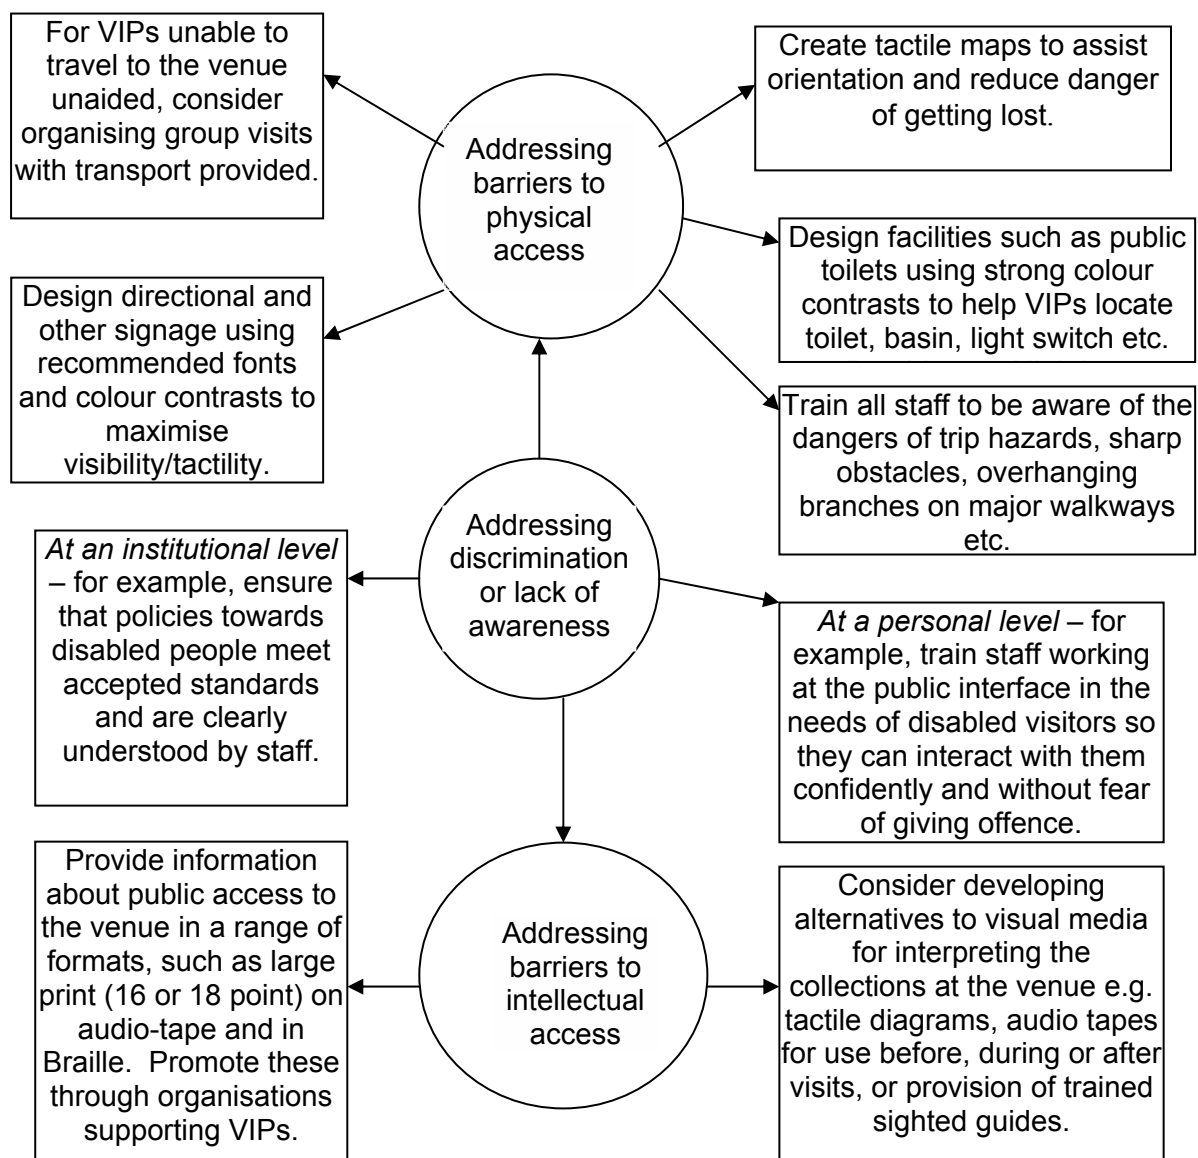 For VIPs unable to
travel to the venue
unaided, consider
organising group visits
with transport provided.
Create tactile maps to assist
orientation and reduce danger
of getting lost.
Addressing
barriers to
physical
access
Design facilities such as public
toilets using strong colour
contrasts to help VIPs locate
toilet, basin, light switch etc.
Design directional and
other signage using
recommended fonts
and colour contrasts to
maximise
visibility/tactility.
Train all staff to be aware of the
dangers of trip hazards, sharp
obstacles, overhanging
branches on major walkways
etc.
Addressing
discrimination
or lack of
awareness
At an institutional level
– for example, ensure
that policies towards
disabled people meet
accepted standards
and are clearly
understood by staff.
At a personal level – for
example, train staff working
at the public interface in the
needs of disabled visitors so
they can interact with them
confidently and without fear
of giving offence.
Provide information
about public access to
the venue in a range of
formats, such as large
print (16 or 18 point) on
audio-tape and in
Braille.  Promote these
through organisations
supporting VIPs.
Addressing
barriers to
intellectual
access
Consider developing
alternatives to visual media
for interpreting the
collections at the venue e.g.
tactile diagrams, audio tapes
for use before, during or after
visits, or provision of trained
sighted guides.